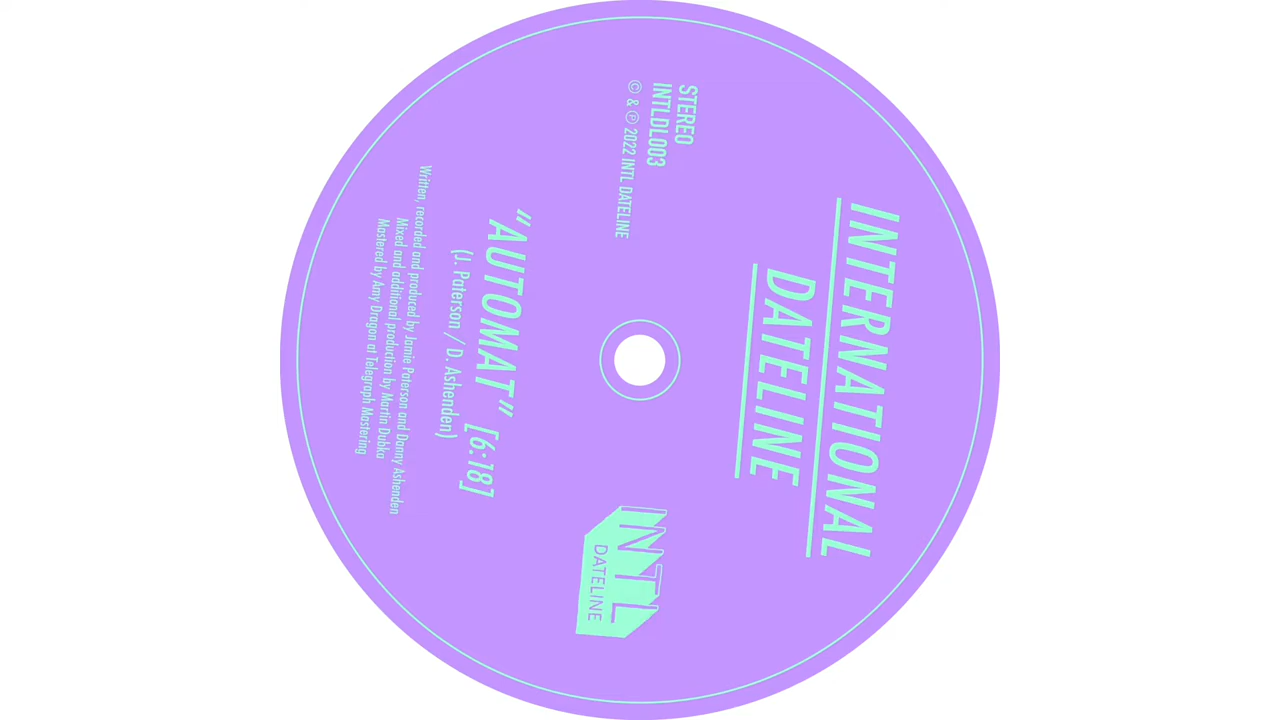 INTERNATIONAL
DATELINE
STEREO
INTLDL003
© & ℗ 2022 INTL DATELINE
INTL
DATELINE
"AUTOMAT" [6:18]
(J. Paterson / D. Ashenden)
Written, recorded and produced by Jamie Paterson and Danny Ashenden
Mixed and additional production by Martin Dubka
Mastered by Amy Dragon at Telegraph Mastering